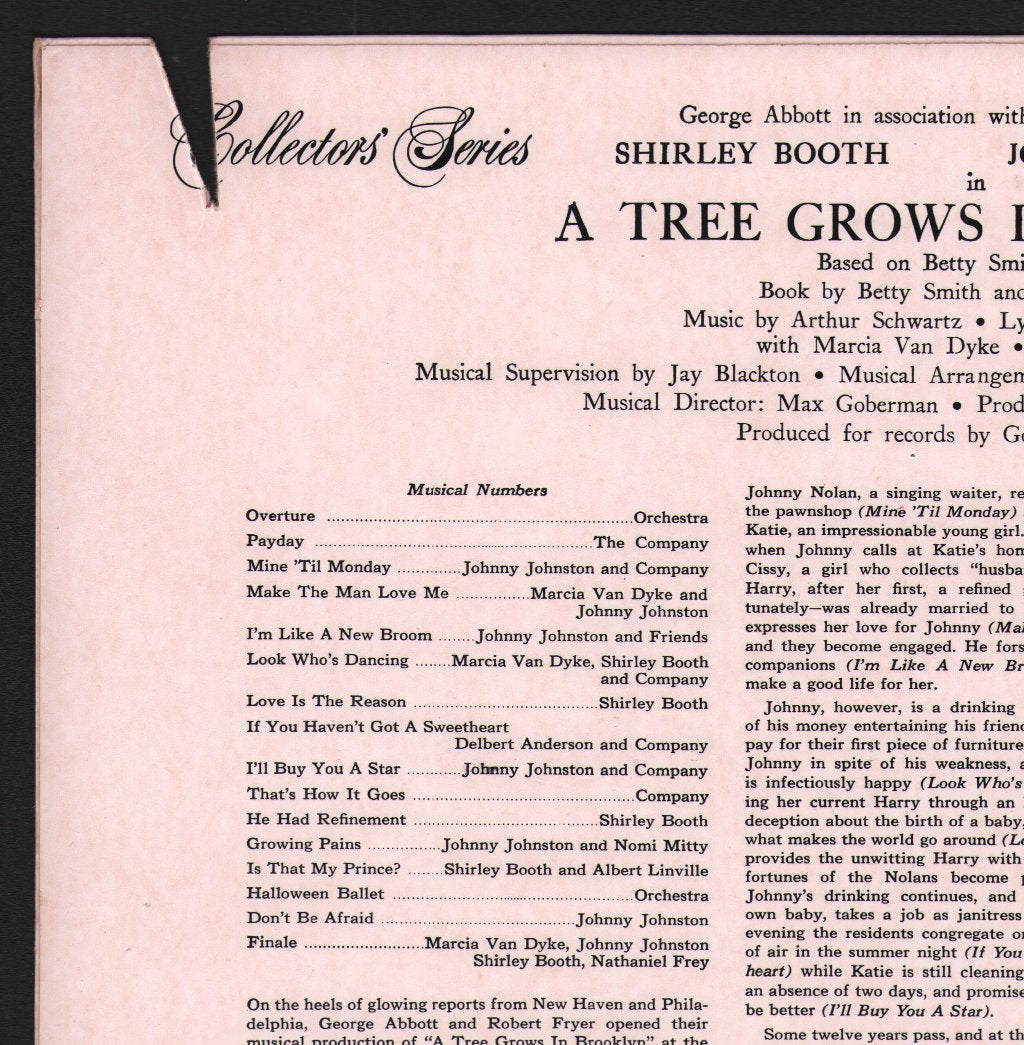 Collectors' Series
George Abbott in association with
SHIRLEY BOOTH
in
A TREE GROWS
Based on Betty
Book by Betty Smith and
Music by Arthur Schwartz •
with Marcia Van Dyke •
Musical Supervision by Jay Blackton • Musical
Musical Director: Max Goberman •
Produced for records by
Musical Numbers
Overture ........Orchestra
Payday ........The Company
Mine 'Til Monday ........Johnny Johnston and Company
Make The Man Love Me ........Marcia Van Dyke and
Johnny Johnston
I'm Like A New Broom ........Johnny Johnston and Friends
Look Who's Dancing ........Marcia Van Dyke, Shirley Booth
and Company
Love Is The Reason ........Shirley Booth
If You Haven't Got A Sweetheart
Delbert Anderson and Company
I'll Buy You A Star ........Johnny Johnston and Company
That's How It Goes ........Company
He Had Refinement ........Shirley Booth
Growing Pains ........Johnny Johnston and Nomi Mitty
Is That My Prince? ........Shirley Booth and Albert Linville
Halloween Ballet ........Orchestra
Don't Be Afraid ........Johnny Johnston
Finale ........Marcia Van Dyke, Johnny Johnston
Shirley Booth, Nathaniel Frey
On the heels of glowing reports from New Haven and Phila-
delphia, George Abbott and Robert Fryer opened their
musical production of "A Tree Grows In Brooklyn" at the
Johnny Nolan, a singing waiter,
the pawnshop (Mine 'Til Monday)
Katie, an impressionable young girl.
when Johnny calls at Katie's
Cissy, a girl who collects
Harry, after her first, a refined
tunately—was already married to
expresses her love for Johnny
and they become engaged. He
companions (I'm Like A New
make a good life for her.
Johnny, however, is a drinking
of his money entertaining his
pay for their first piece of furniture
Johnny in spite of his weakness,
is infectiously happy (Look Who's
ing her current Harry through an
deception about the birth of a baby,
what makes the world go around
provides the unwitting Harry with
fortunes of the Nolans become
Johnny's drinking continues, and
own baby, takes a job as janitress
evening the residents congregate
of air in the summer night (If You
heart) while Katie is still cleaning
an absence of two days, and
be better (I'll Buy You A Star).
Some twelve years pass, and at